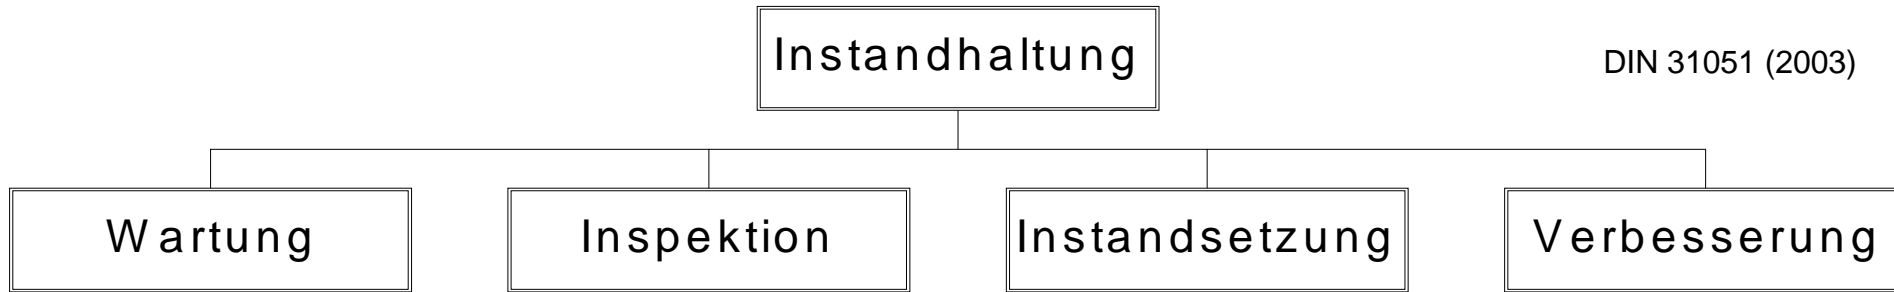 Instandhaltung
DIN 31051 (2003)
Wartung
Inspektion
Instandsetzung
Verbesserung